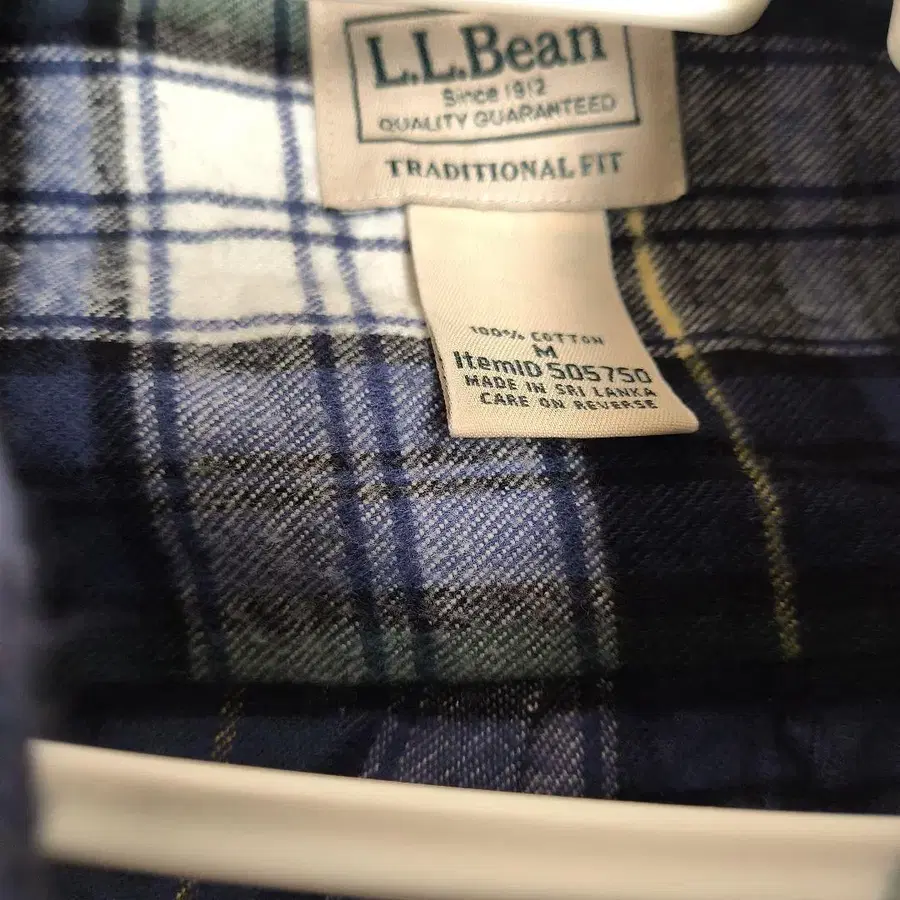 L.L.Bean
Since 1912
QUALITY GUARANTEED
TRADITIONAL FIT
100% COTTON
M
ItemID 505750
MADE IN SRI LANKA
CARE ON REVERSE